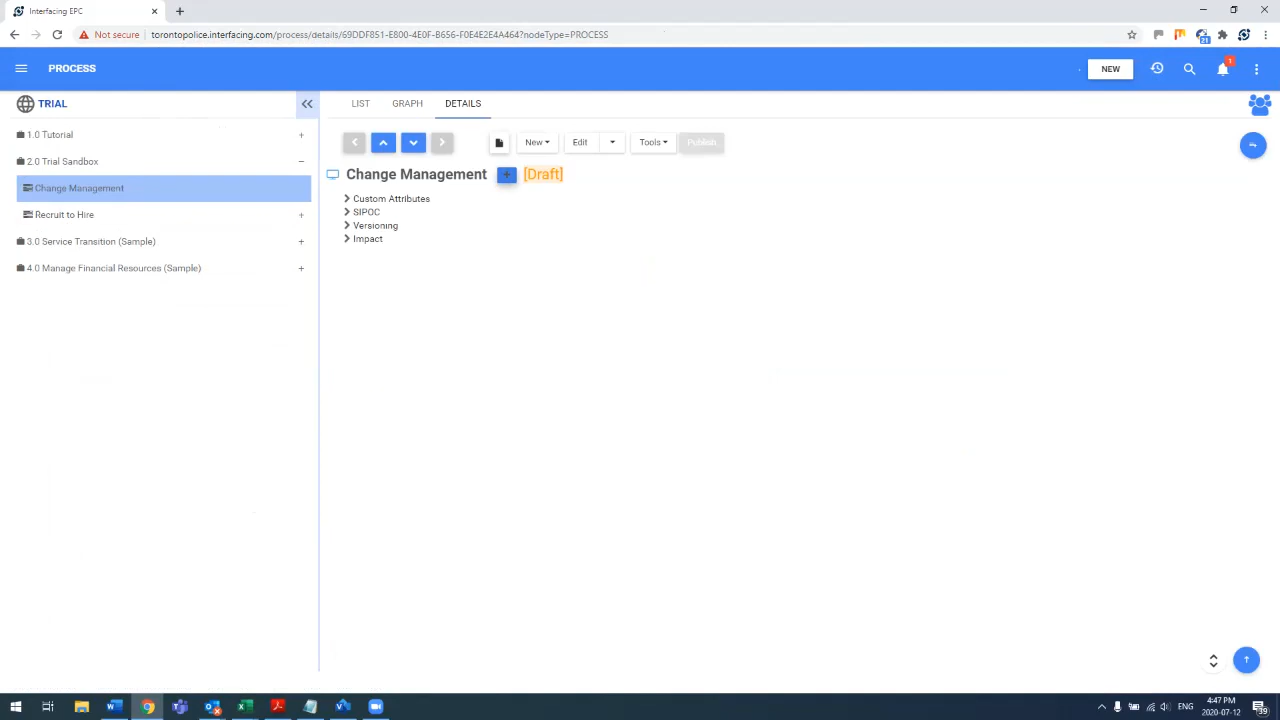 Interfacing EPC
Not secure
torontopolice.interfacing.com/process/details/69DDF851-E800-4E0F-B656-F0E4E2E4A464?nodeType=PROCESS
21
PROCESS
NEW
1
TRIAL
LIST
GRAPH
DETAILS
1.0 Tutorial
2.0 Trial Sandbox
Change Management
Recruit to Hire
3.0 Service Transition (Sample)
4.0 Manage Financial Resources (Sample)
New
Edit
Tools
Publish
Change Management
[Draft]
Custom Attributes
SIPOC
Versioning
Impact
ENG
4:47 PM
2020-07-12
39